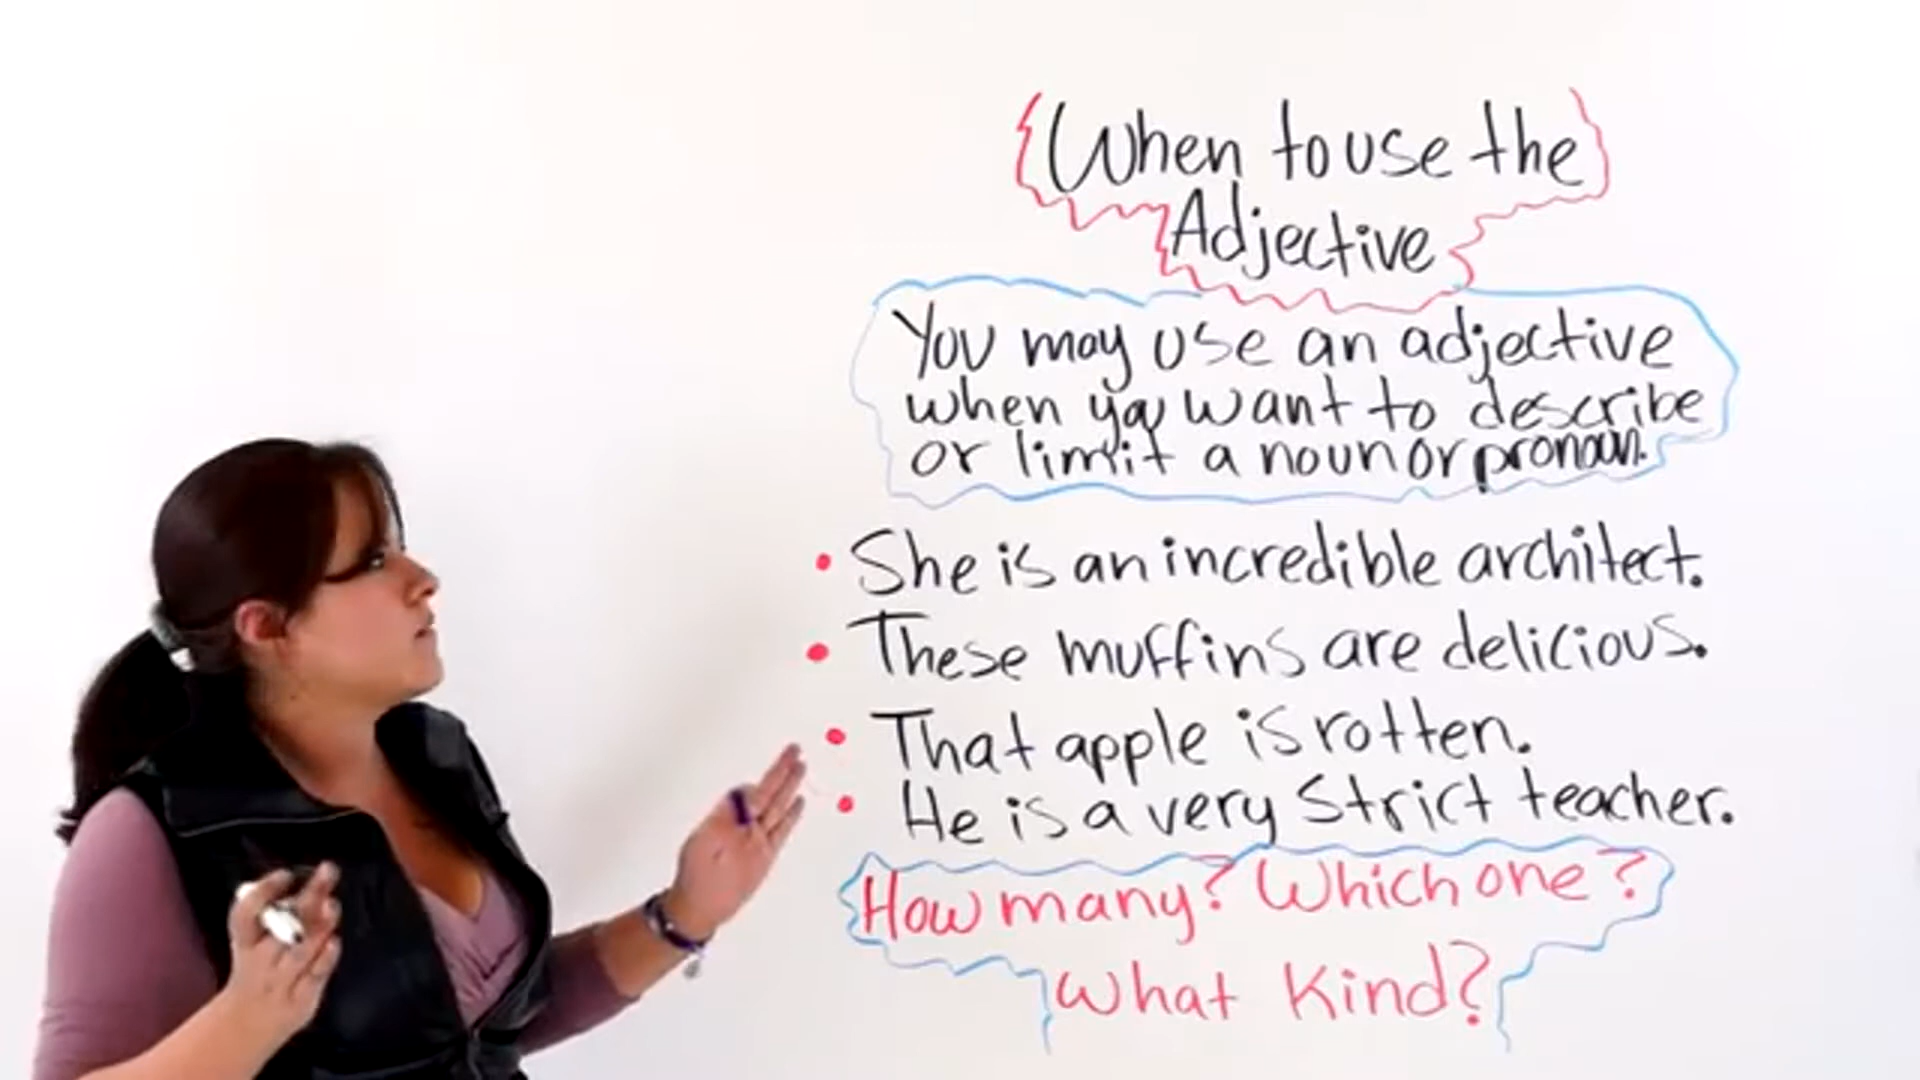 When to use the
Adjective
You may use an adjective
when you want to describe
or limit a noun or pronoun.
• She is an incredible architect.
• These muffins are delicious.
• That apple is rotten.
• He is a very strict teacher.
How many? Which one?
What Kind?